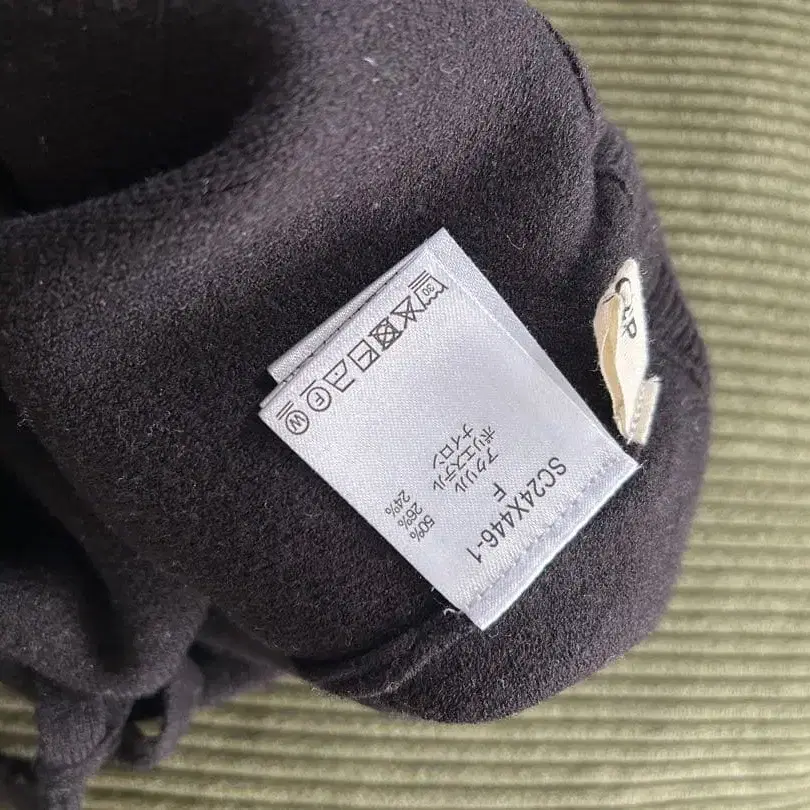 SC24X446-1
F
アクリル 50%
ポリエステル 26%
ナイロン 24%
30
F
W